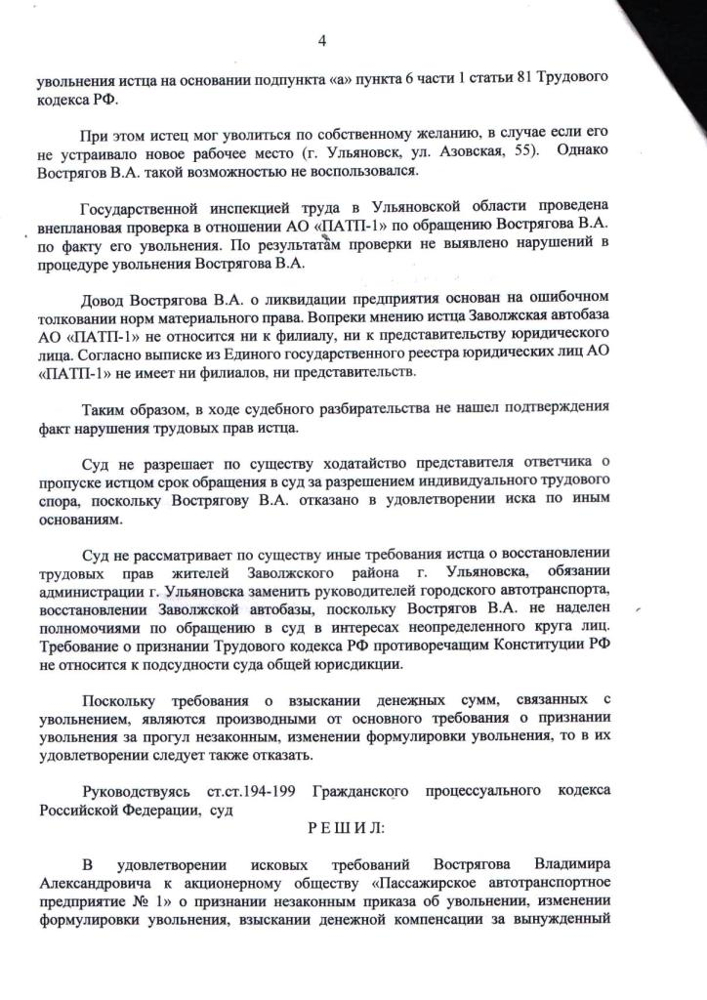 4
увольнения истца на основании подпункта «а» пункта 6 части 1 статьи 81 Трудового
кодекса РФ.
При этом истец мог уволиться по собственному желанию, в случае если его
не устраивало новое рабочее место (г. Ульяновск, ул. Азовская, 55). Однако
Вострягов В.А. такой возможностью не воспользовался.
Государственной инспекцией труда в Ульяновской области проведена
внеплановая проверка в отношении АО «ПАТП-1» по обращению Вострягова В.А.
по факту его увольнения. По результатам проверки не выявлено нарушений в
процедуре увольнения Вострягова В.А.
Довод Вострягова В.А. о ликвидации предприятия основан на ошибочном
толковании норм материального права. Вопреки мнению истца Заволжская автобаза
АО «ПАТП-1» не относится ни к филиалу, ни к представительству юридического
лица. Согласно выписке из Единого государственного реестра юридических лиц АО
«ПАТП-1» не имеет ни филиалов, ни представительств.
Таким образом, в ходе судебного разбирательства не нашел подтверждения
факт нарушения трудовых прав истца.
Суд не разрешает по существу ходатайство представителя ответчика о
пропуске истцом срок обращения в суд за разрешением индивидуального трудового
спора, поскольку Вострягову В.А. отказано в удовлетворении иска по иным
основаниям.
Суд не рассматривает по существу иные требования истца о восстановлении
трудовых прав жителей Заволжского района г. Ульяновска, обязании
администрации г. Ульяновска заменить руководителей городского автотранспорта,
восстановлении Заволжской автобазы, поскольку Вострягов В.А. не наделен
полномочиями по обращению в суд в интересах неопределенного круга лиц.
Требование о признании Трудового кодекса РФ противоречащим Конституции РФ
не относится к подсудности суда общей юрисдикции.
Поскольку требования о взыскании денежных сумм, связанных с
увольнением, являются производными от основного требования о признании
увольнения за прогул незаконным, изменении формулировки увольнения, то в их
удовлетворении следует также отказать.
Руководствуясь ст.ст.194-199 Гражданского процессуального кодекса
Российской Федерации, суд
Р Е Ш И Л:
В удовлетворении исковых требований Вострягова Владимира
Александровича к акционерному обществу «Пассажирское автотранспортное
предприятие № 1» о признании незаконным приказа об увольнении, изменении
формулировки увольнения, взыскании денежной компенсации за вынужденный